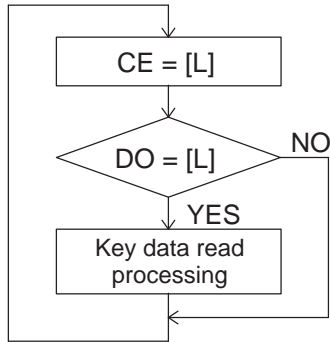 CE = [L]
DO = [L]
NO
YES
Key data read
processing